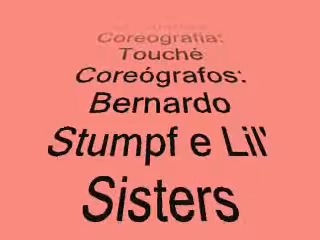 Coreografia:
Touché
Coreógrafos:
Bernardo
Stumpf e Lil'
Sisters